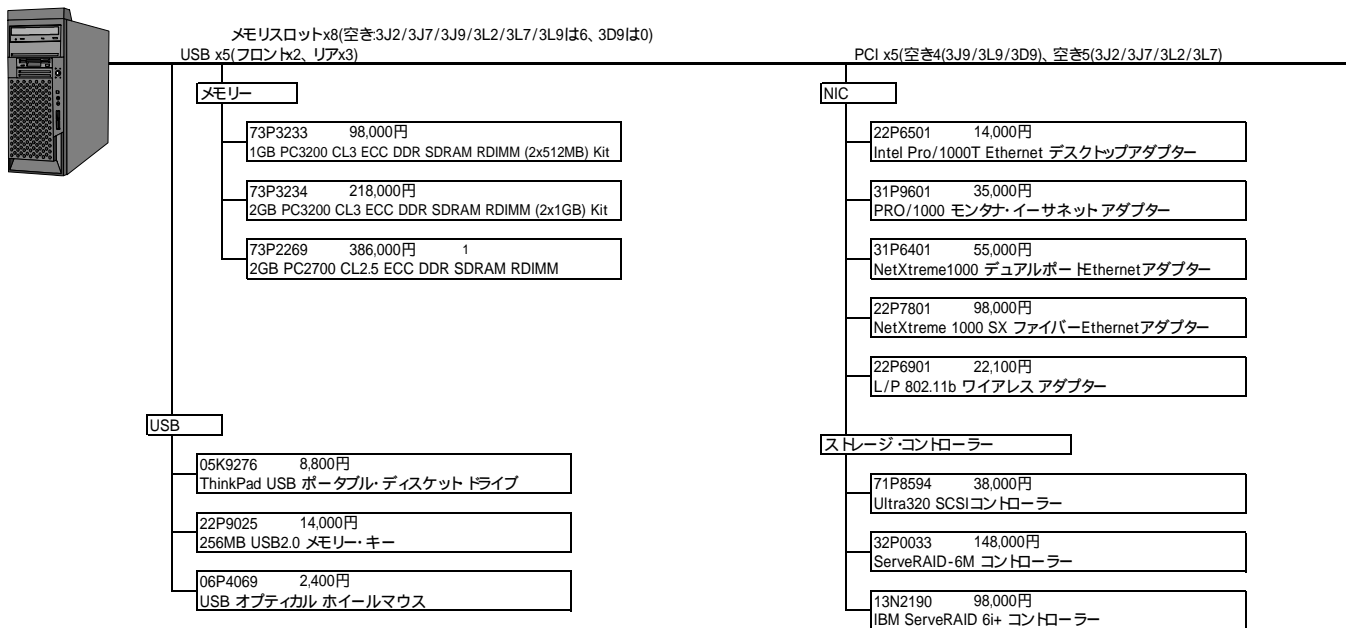 メモリスロットx8(空き:3J2/3J7/3J9/3L2/3L7/3L9は6、3D9は0)
USB x5(フロントx2、リアx3)
PCI x5(空き4(3J9/3L9/3D9)、空き5(3J2/3J7/3L2/3L7)
メモリー
73P3233 98,000円
1GB PC3200 CL3 ECC DDR SDRAM RDIMM (2x512MB) Kit
73P3234 218,000円
2GB PC3200 CL3 ECC DDR SDRAM RDIMM (2x1GB) Kit
73P2269 386,000円 1
2GB PC2700 CL2.5 ECC DDR SDRAM RDIMM
USB
05K9276 8,800円
ThinkPad USB ポータブル・ディスケット ドライブ
22P9025 14,000円
256MB USB2.0 メモリー・キー
06P4069 2,400円
USB オプティカル ホイールマウス
NIC
22P6501 14,000円
Intel Pro/1000T Ethernet デスクトップアダプター
31P9601 35,000円
PRO/1000 モンタナ・イーサネット アダプター
31P6401 55,000円
NetXtreme1000 デュアルポートEthernetアダプター
22P7801 98,000円
NetXtreme 1000 SX ファイバーEthernetアダプター
22P6901 22,100円
L/P 802.11b ワイアレス アダプター
ストレージ・コントローラー
71P8594 38,000円
Ultra320 SCSIコントローラー
32P0033 148,000円
ServeRAID-6M コントローラー
13N2190 98,000円
IBM ServeRAID 6i+ コントローラー